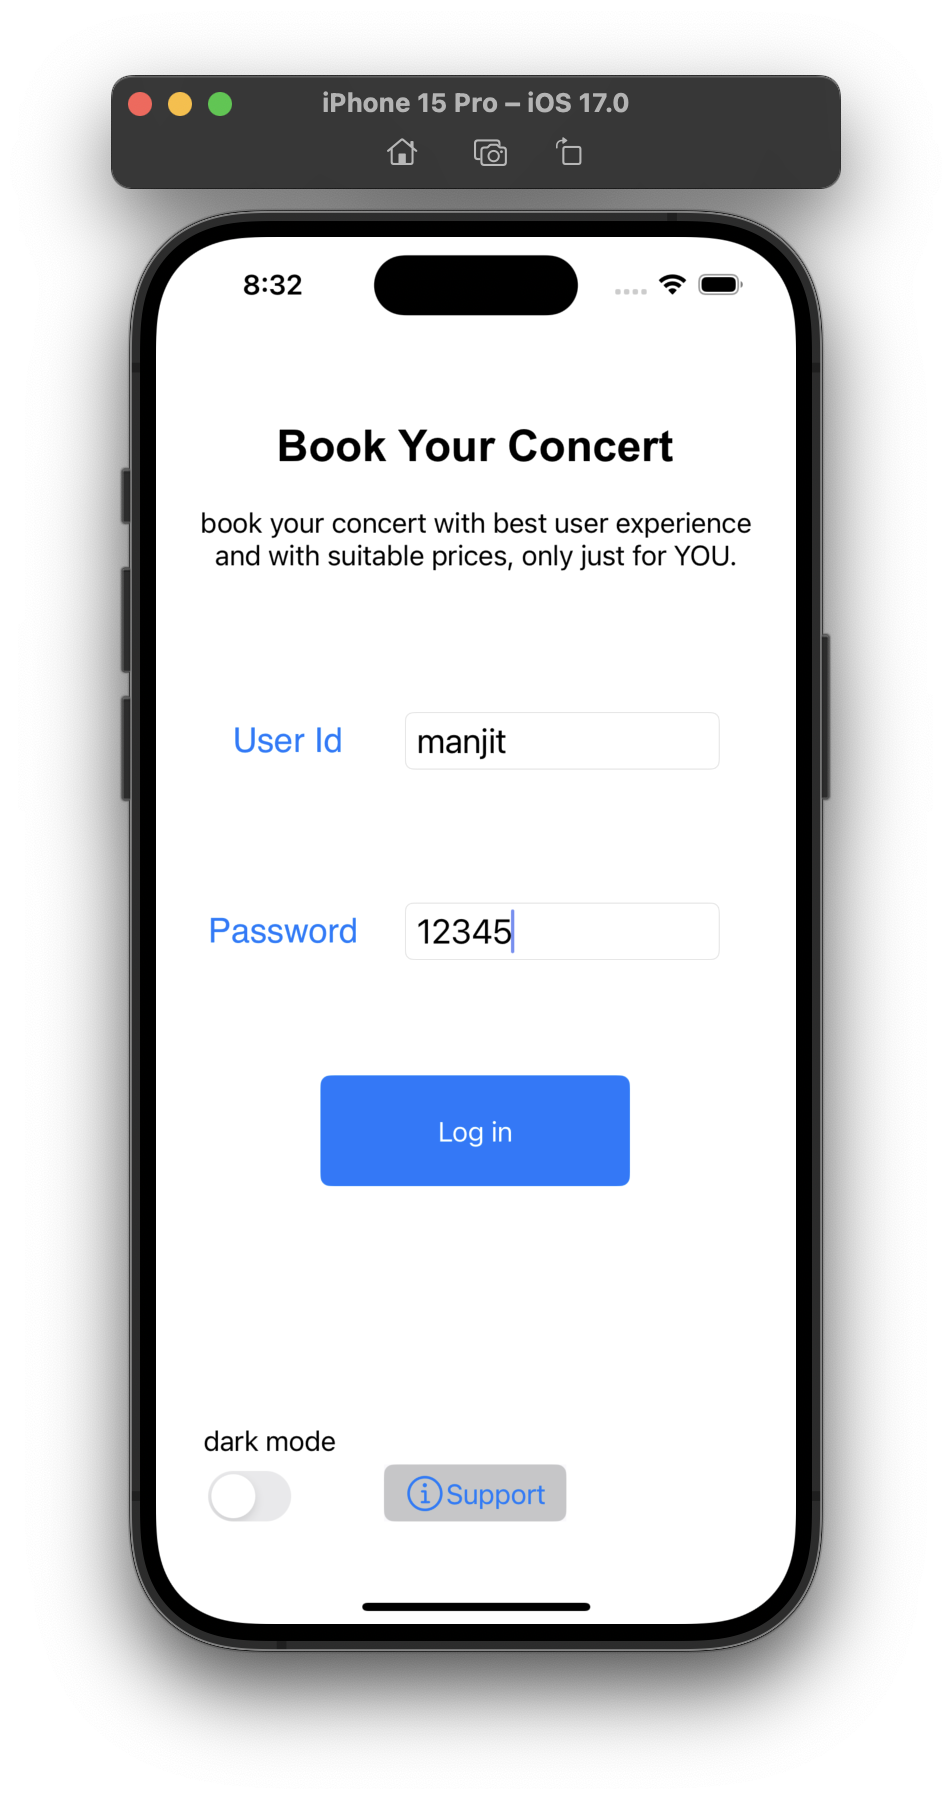 iPhone 15 Pro – iOS 17.0
8:32
Book Your Concert
book your concert with best user experience
and with suitable prices, only just for YOU.
User Id
manjit
Password
12345
Log in
dark mode
Support